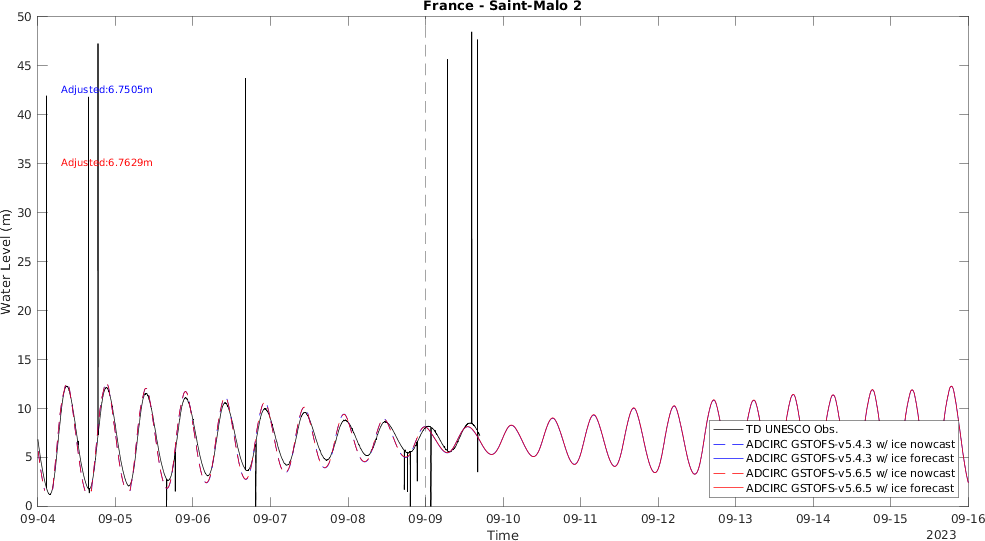 France - Saint-Malo 2
50
45
40
35
30
25
20
15
10
5
0
Water Level (m)
Adjusted:6.7505m
Adjusted:6.7629m
TD UNESCO Obs.
ADCIRC GSTOFS-v5.4.3 w/ ice nowcast
ADCIRC GSTOFS-v5.4.3 w/ ice forecast
ADCIRC GSTOFS-v5.6.5 w/ ice nowcast
ADCIRC GSTOFS-v5.6.5 w/ ice forecast
09-04 09-05 09-06 09-07 09-08 09-09 09-10 09-11 09-12 09-13 09-14 09-15 09-16
Time
2023